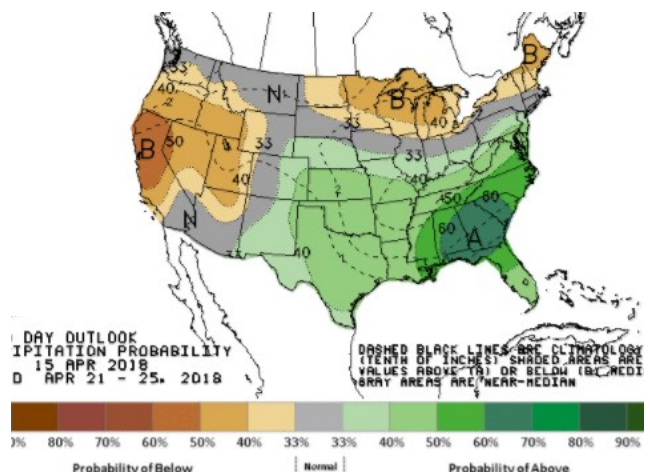 B
33
40
N
B
B
33
40
B
50
33
40
33
40
N
33
40
50
60
60
A
DAY OUTLOOK
IPITATION PROBABILITY
15 APR 2018
D APR 21 - 25, 2018
DASHED BLACK LINES ARE CLIMATOLOGY
(TENTH OF INCHES) SHADED AREAS ARE
VALUES ABOVE (A) OR BELOW (B) MEDI
GRAY AREAS ARE NEAR-MEDIAN
0% 80% 70% 60% 50% 40% 33% 33% 40% 50% 60% 70% 80% 90%
Probability of Below Normal Probability of Above